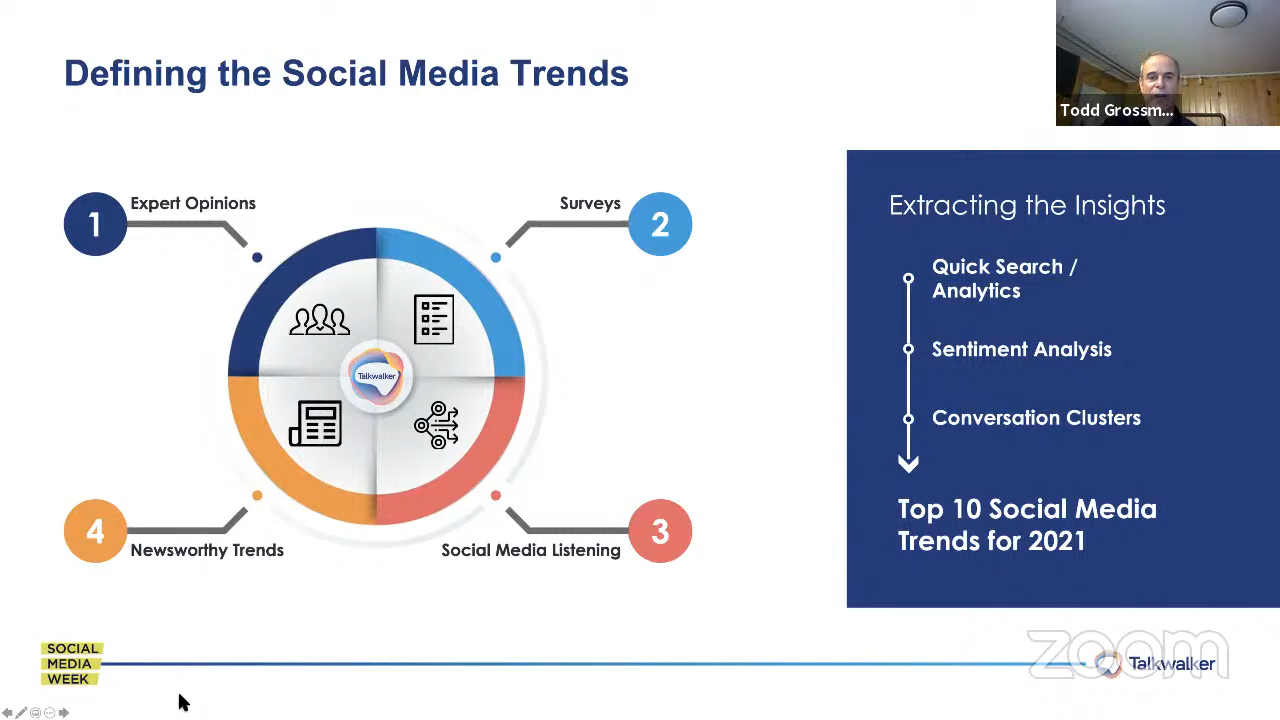 Defining the Social Media Trends
Todd Grossm...
1
Expert Opinions
Surveys
2
Talkwalker
4
Newsworthy Trends
Social Media Listening
3
Extracting the Insights
Quick Search /
Analytics
Sentiment Analysis
Conversation Clusters
Top 10 Social Media
Trends for 2021
SOCIAL
MEDIA
WEEK
zoom
Talkwalker